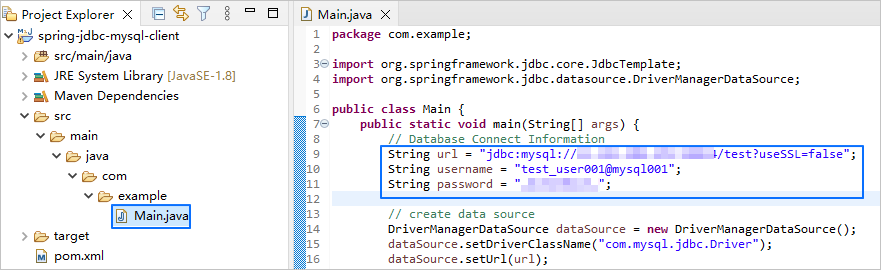 Project Explorer
spring-jdbc-mysql-client
src/main/java
JRE System Library [JavaSE-1.8]
Maven Dependencies
src
main
java
com
example
Main.java
target
pom.xml
Main.java
1 package com.example;
2
3 import org.springframework.jdbc.core.JdbcTemplate;
4 import org.springframework.jdbc.datasource.DriverManagerDataSource;
5
6 public class Main {
7 public static void main(String[] args) {
8 // Database Connect Information
9 String url = "jdbc:mysql:// 4/test?useSSL=false";
10 String username = "test_user001@mysql001";
11 String password = " ";
12
13 // create data source
14 DriverManagerDataSource dataSource = new DriverManagerDataSource();
15 dataSource.setDriverClassName("com.mysql.jdbc.Driver");
16 dataSource.setUrl(url);